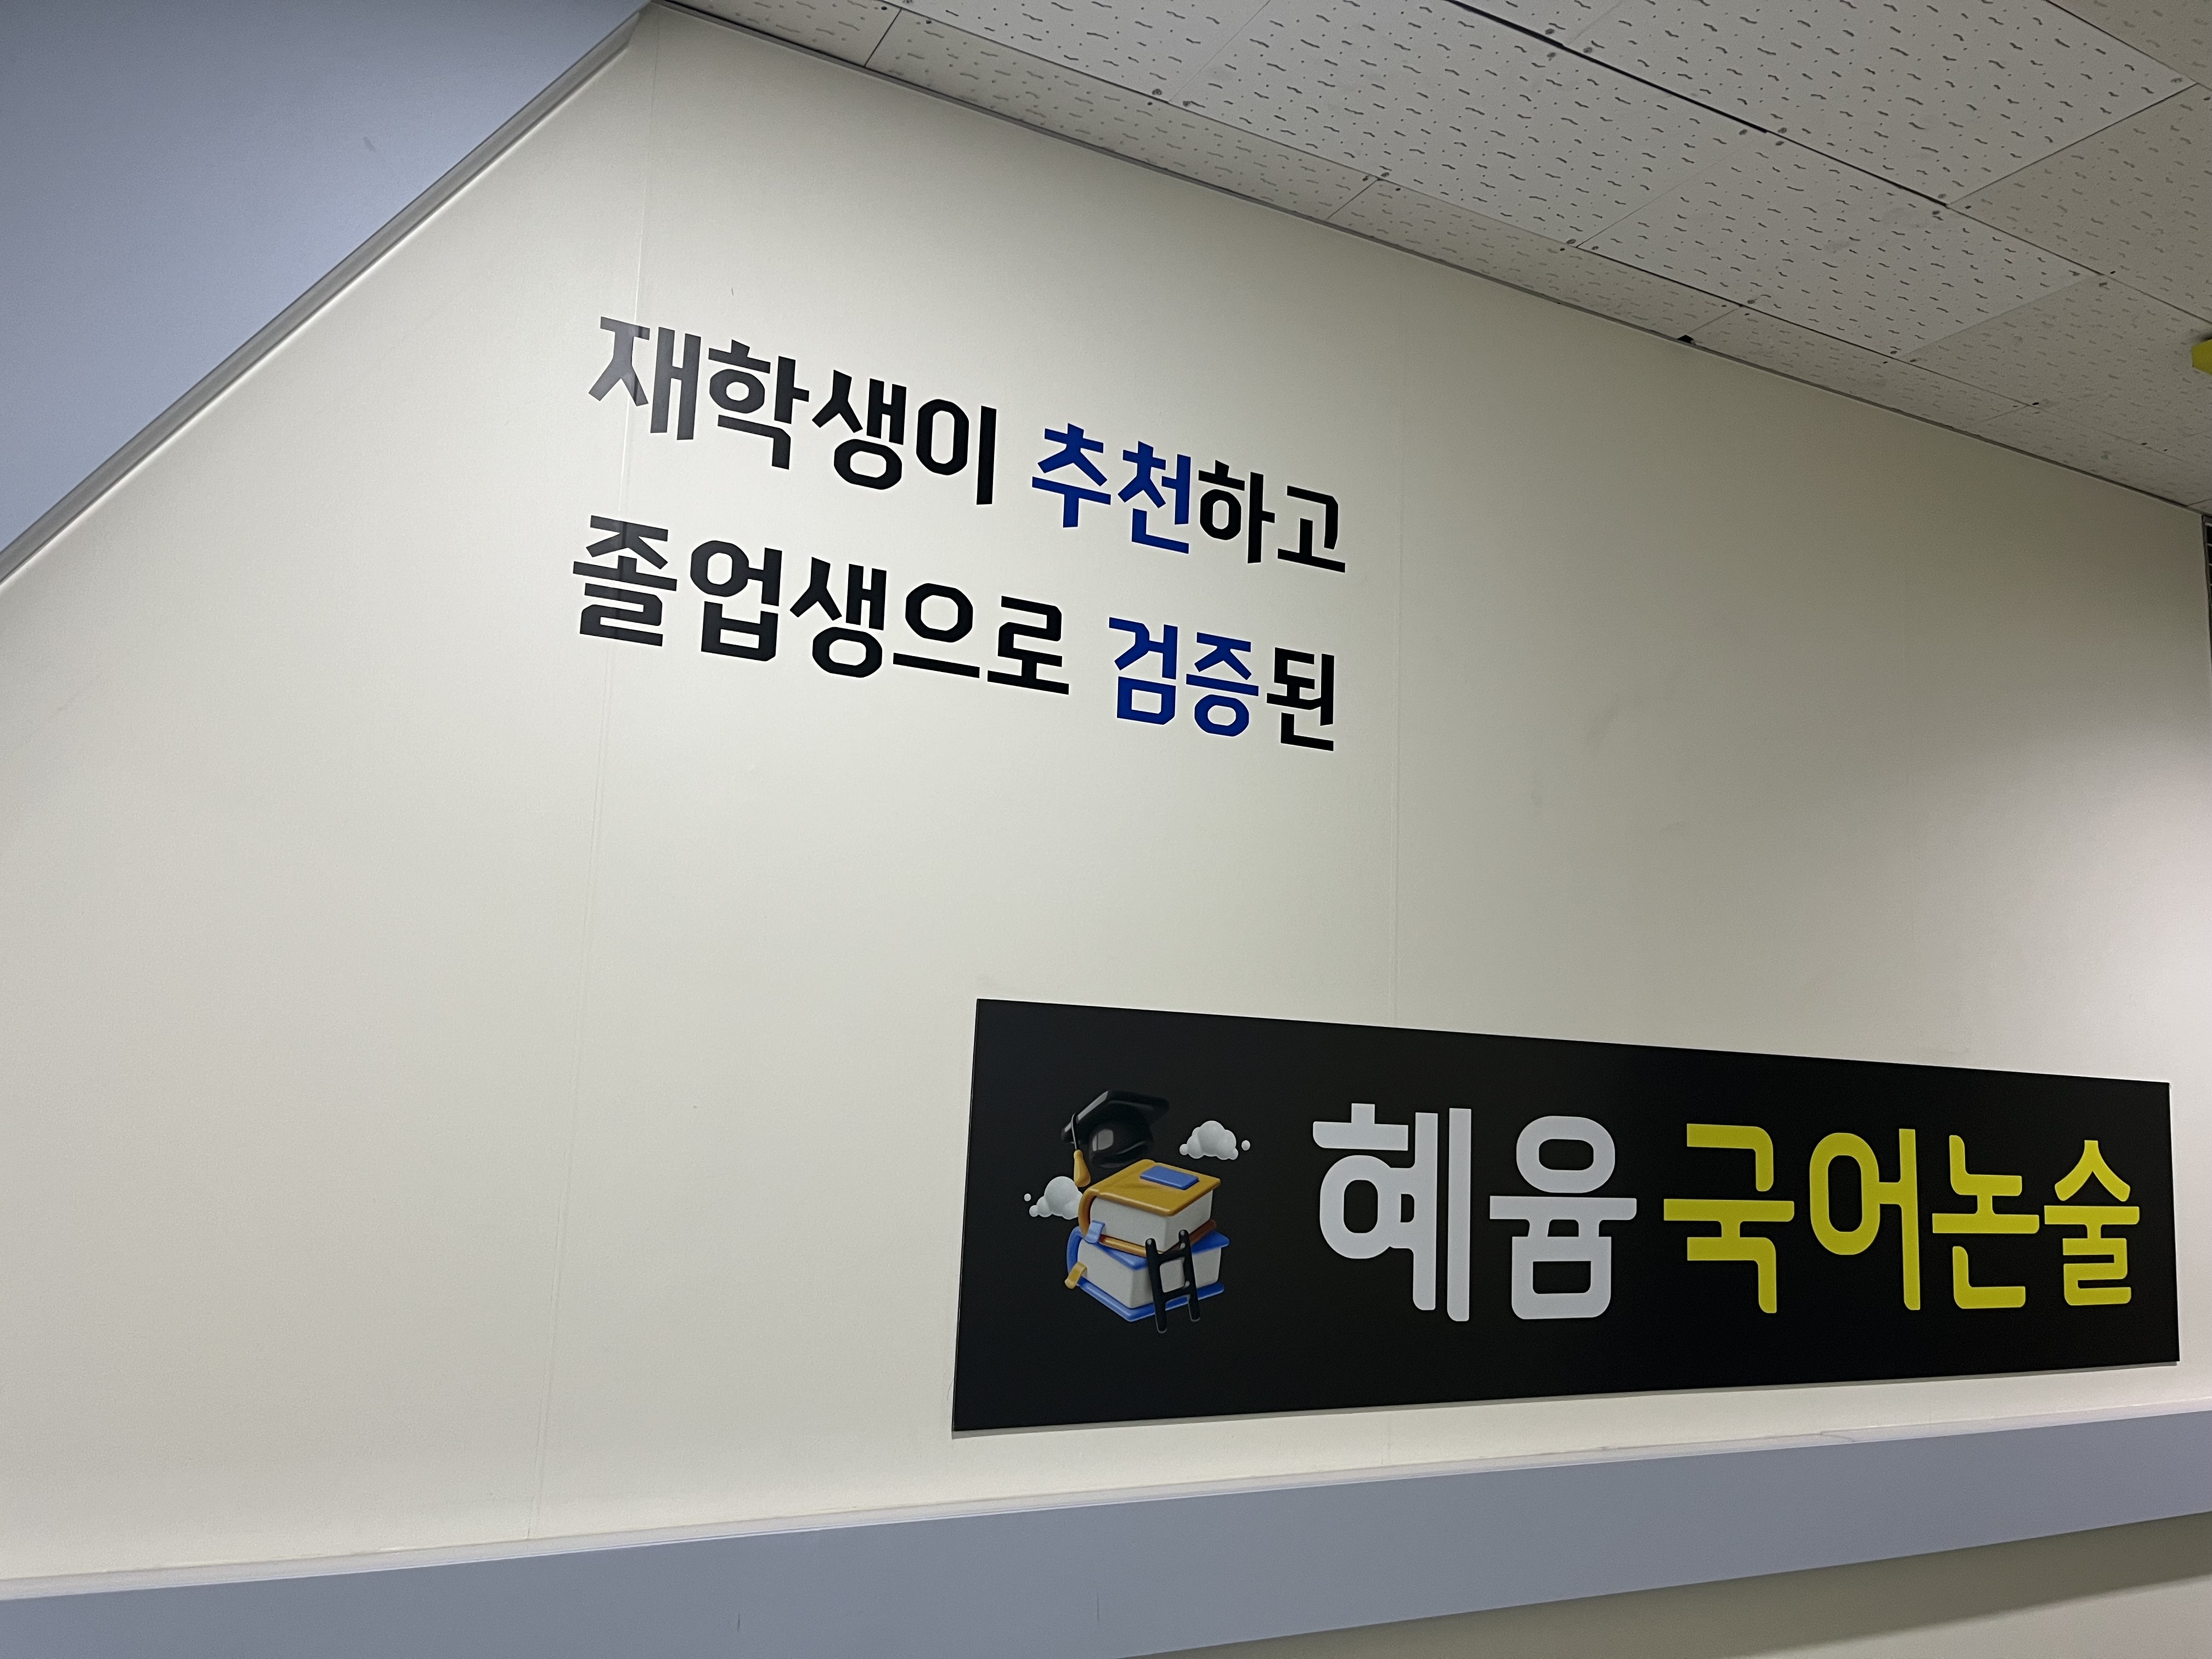 재학생이 추천하고
졸업생으로 검증된
혜윰 국어논술